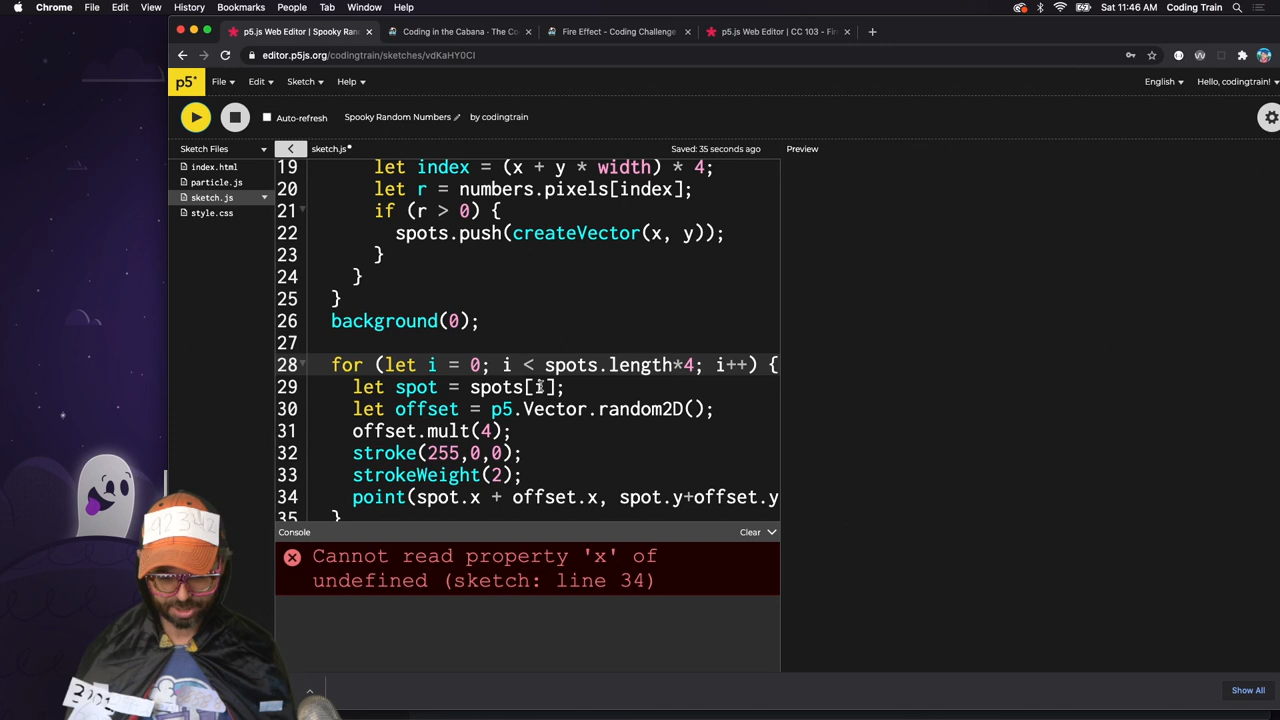 Chrome File Edit View History Bookmarks People Tab Window Help Sat 11:46 AM Coding Train
p5.js Web Editor | Spooky Ran Coding in the Cabana - The Co Fire Effect - Coding Challenge p5.js Web Editor | CC 103 - Fir
editor.p5js.org/codingtrain/sketches/vdKaHY0CI
p5* File Edit Sketch Help English Hello, codingtrain!
Auto-refresh Spooky Random Numbers by codingtrain
Sketch Files sketch.js Saved: 35 seconds ago Preview
index.html
particle.js
sketch.js
style.css
19 let index = (x + y * width) * 4;
20 let r = numbers.pixels[index];
21 if (r > 0) {
22 spots.push(createVector(x, y));
23 }
24 }
25 }
26 background(0);
27
28 for (let i = 0; i < spots.length*4; i++) {
29 let spot = spots[i];
30 let offset = p5.Vector.random2D();
31 offset.mult(4);
32 stroke(255,0,0);
33 strokeWeight(2);
34 point(spot.x + offset.x, spot.y+offset.y
35 }
Console Clear
Cannot read property 'x' of
undefined (sketch: line 34)
92342
Show All